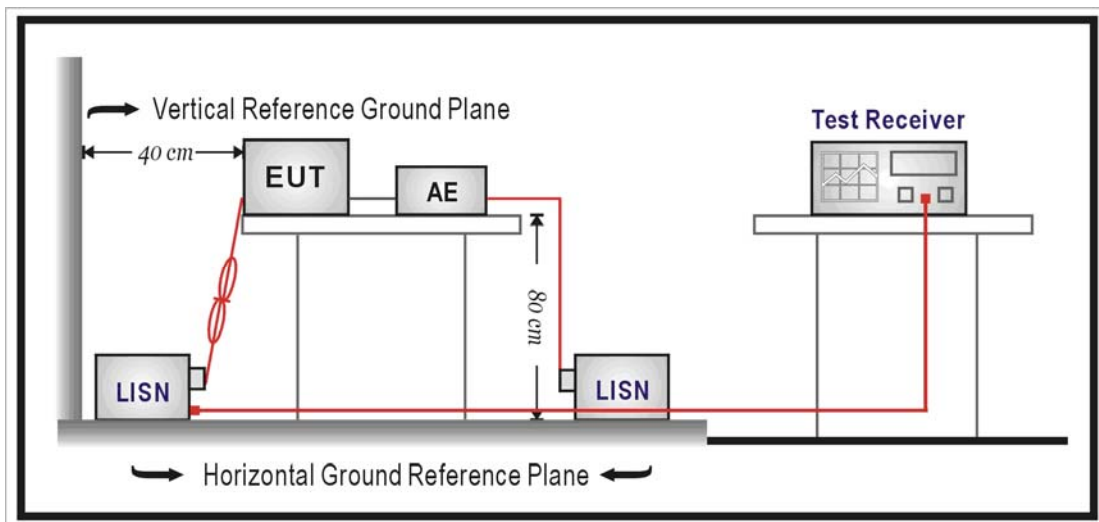 Vertical Reference Ground Plane
40 cm
EUT
AE
Test Receiver
80 cm
LISN
LISN
Horizontal Ground Reference Plane